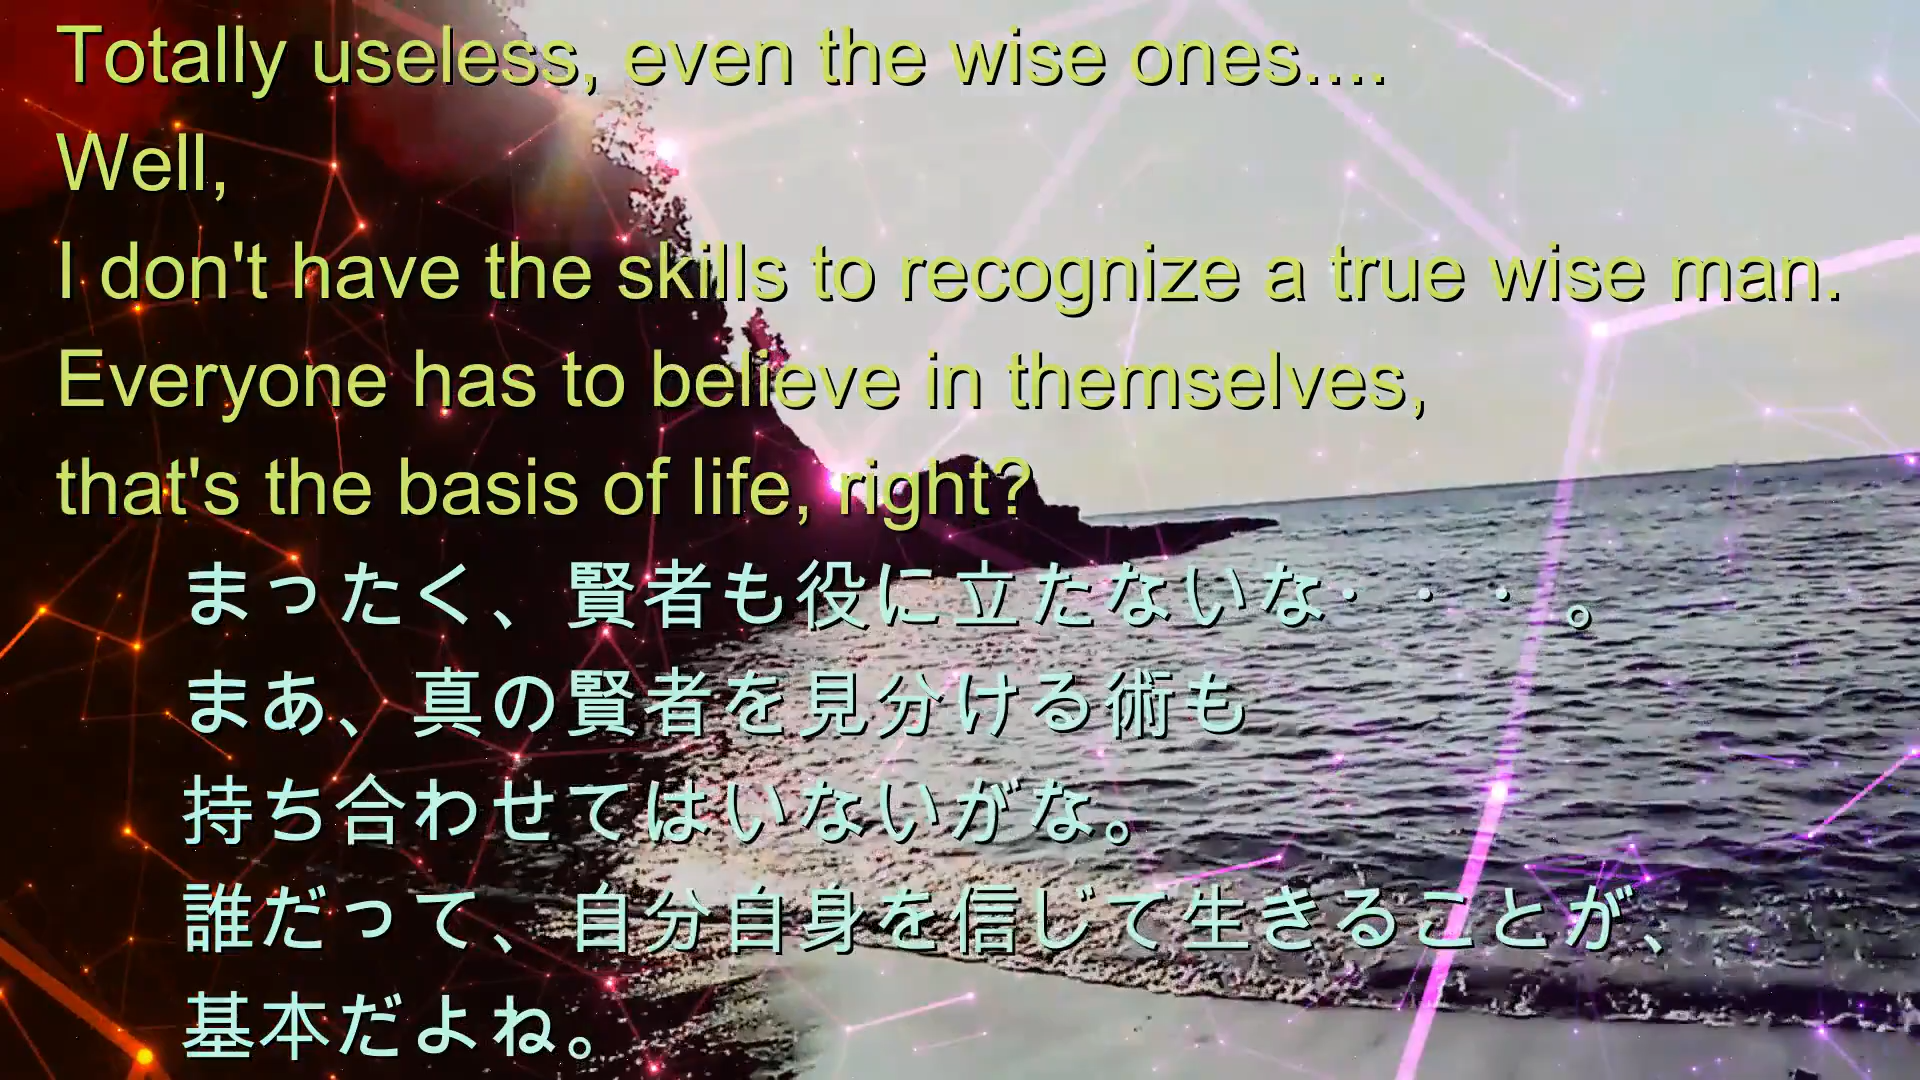 Totally useless, even the wise ones....
Well,
I don't have the skills to recognize a true wise man.
Everyone has to believe in themselves,
that's the basis of life, right?
まったく、賢者も役に立たないな・・・。
まあ、真の賢者を見分ける術も
持ち合わせてはいないがな。
誰だって、自分自身を信じて生きることが、
基本だよね。